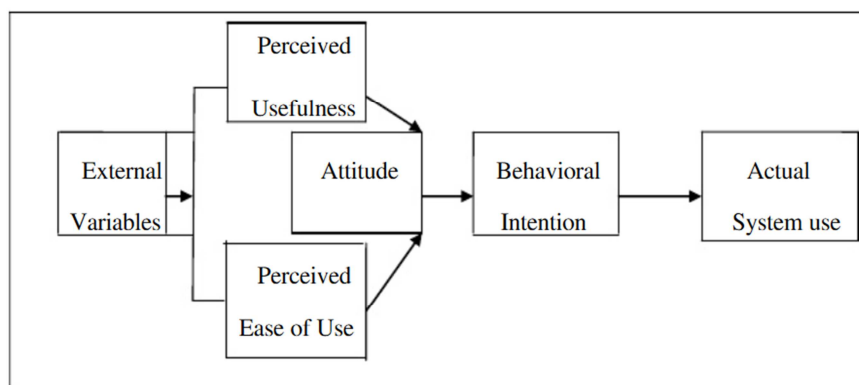 Perceived
Usefulness
External
Variables
Attitude
Behavioral
Intention
Actual
System use
Perceived
Ease of Use